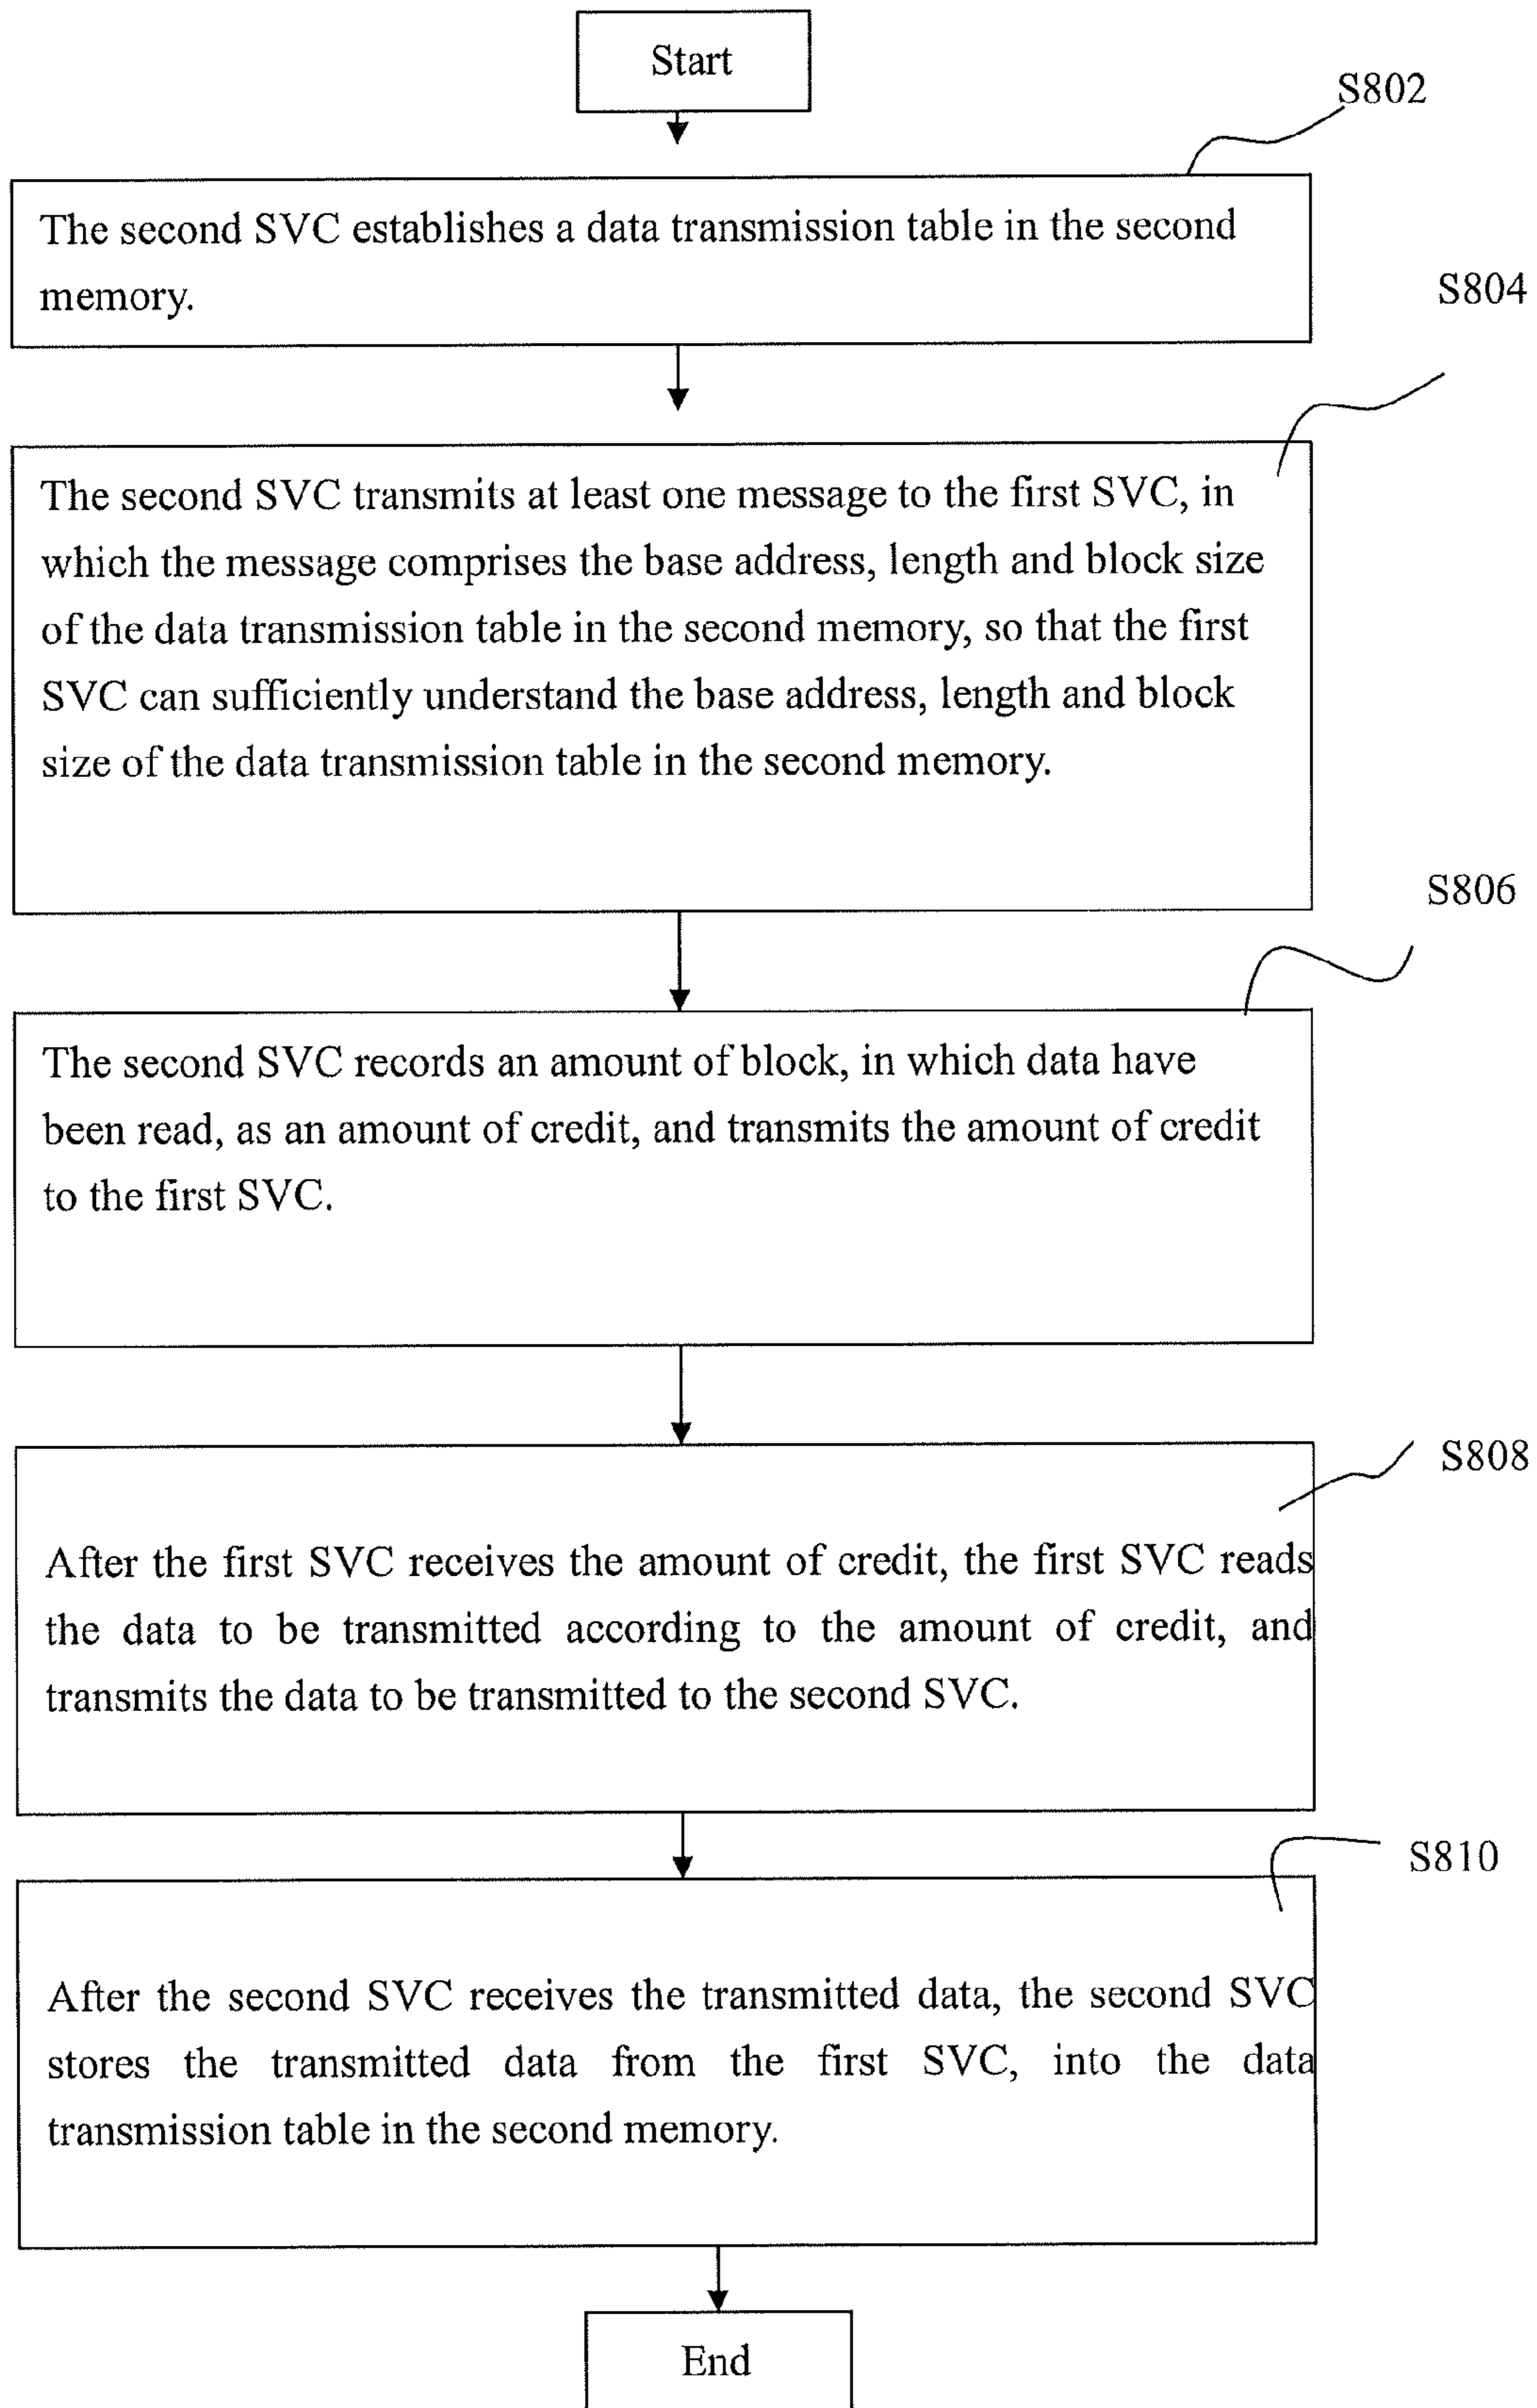 Start
S802
The second SVC establishes a data transmission table in the second
memory.
S804
The second SVC transmits at least one message to the first SVC, in
which the message comprises the base address, length and block size
of the data transmission table in the second memory, so that the first
SVC can sufficiently understand the base address, length and block
size of the data transmission table in the second memory.
S806
The second SVC records an amount of block, in which data have
been read, as an amount of credit, and transmits the amount of credit
to the first SVC.
S808
After the first SVC receives the amount of credit, the first SVC reads
the data to be transmitted according to the amount of credit, and
transmits the data to be transmitted to the second SVC.
S810
After the second SVC receives the transmitted data, the second SVC
stores the transmitted data from the first SVC, into the data
transmission table in the second memory.
End